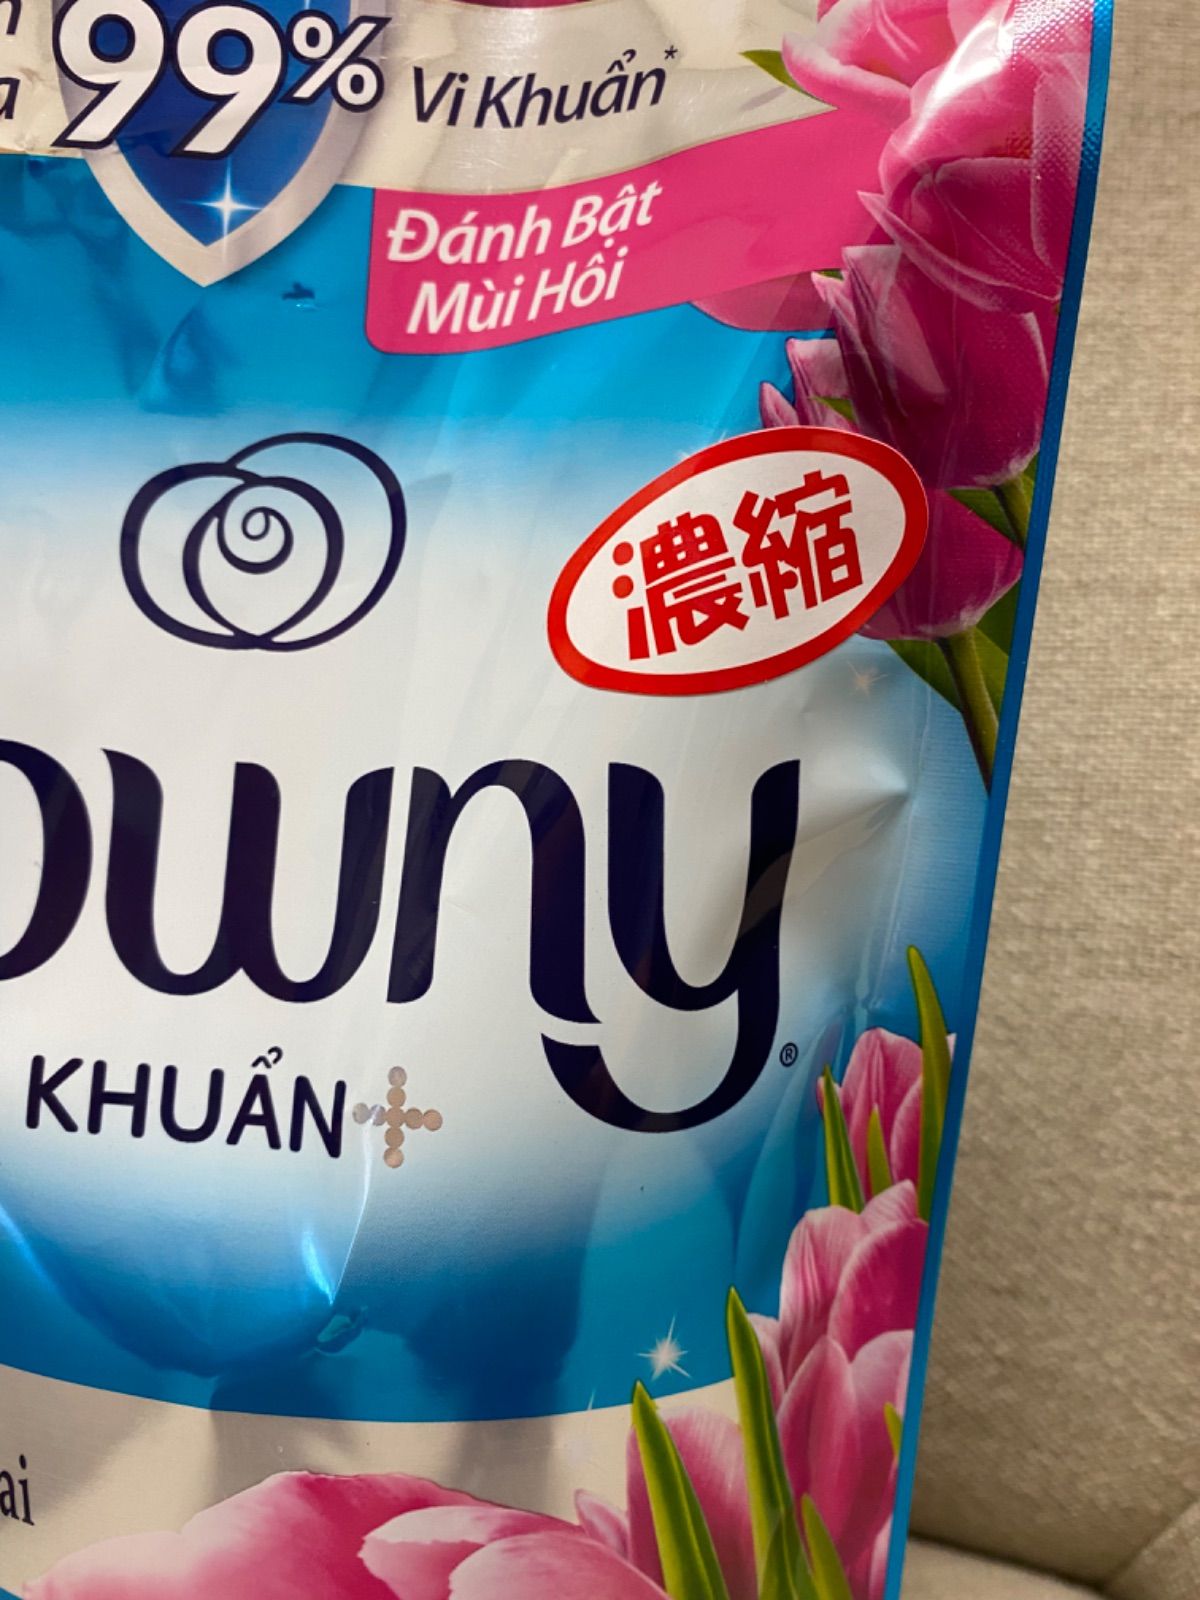 99% Vi Khuẩn*
Đánh Bật
Mùi Hôi
濃縮
owny®
KHUẨN+
ai